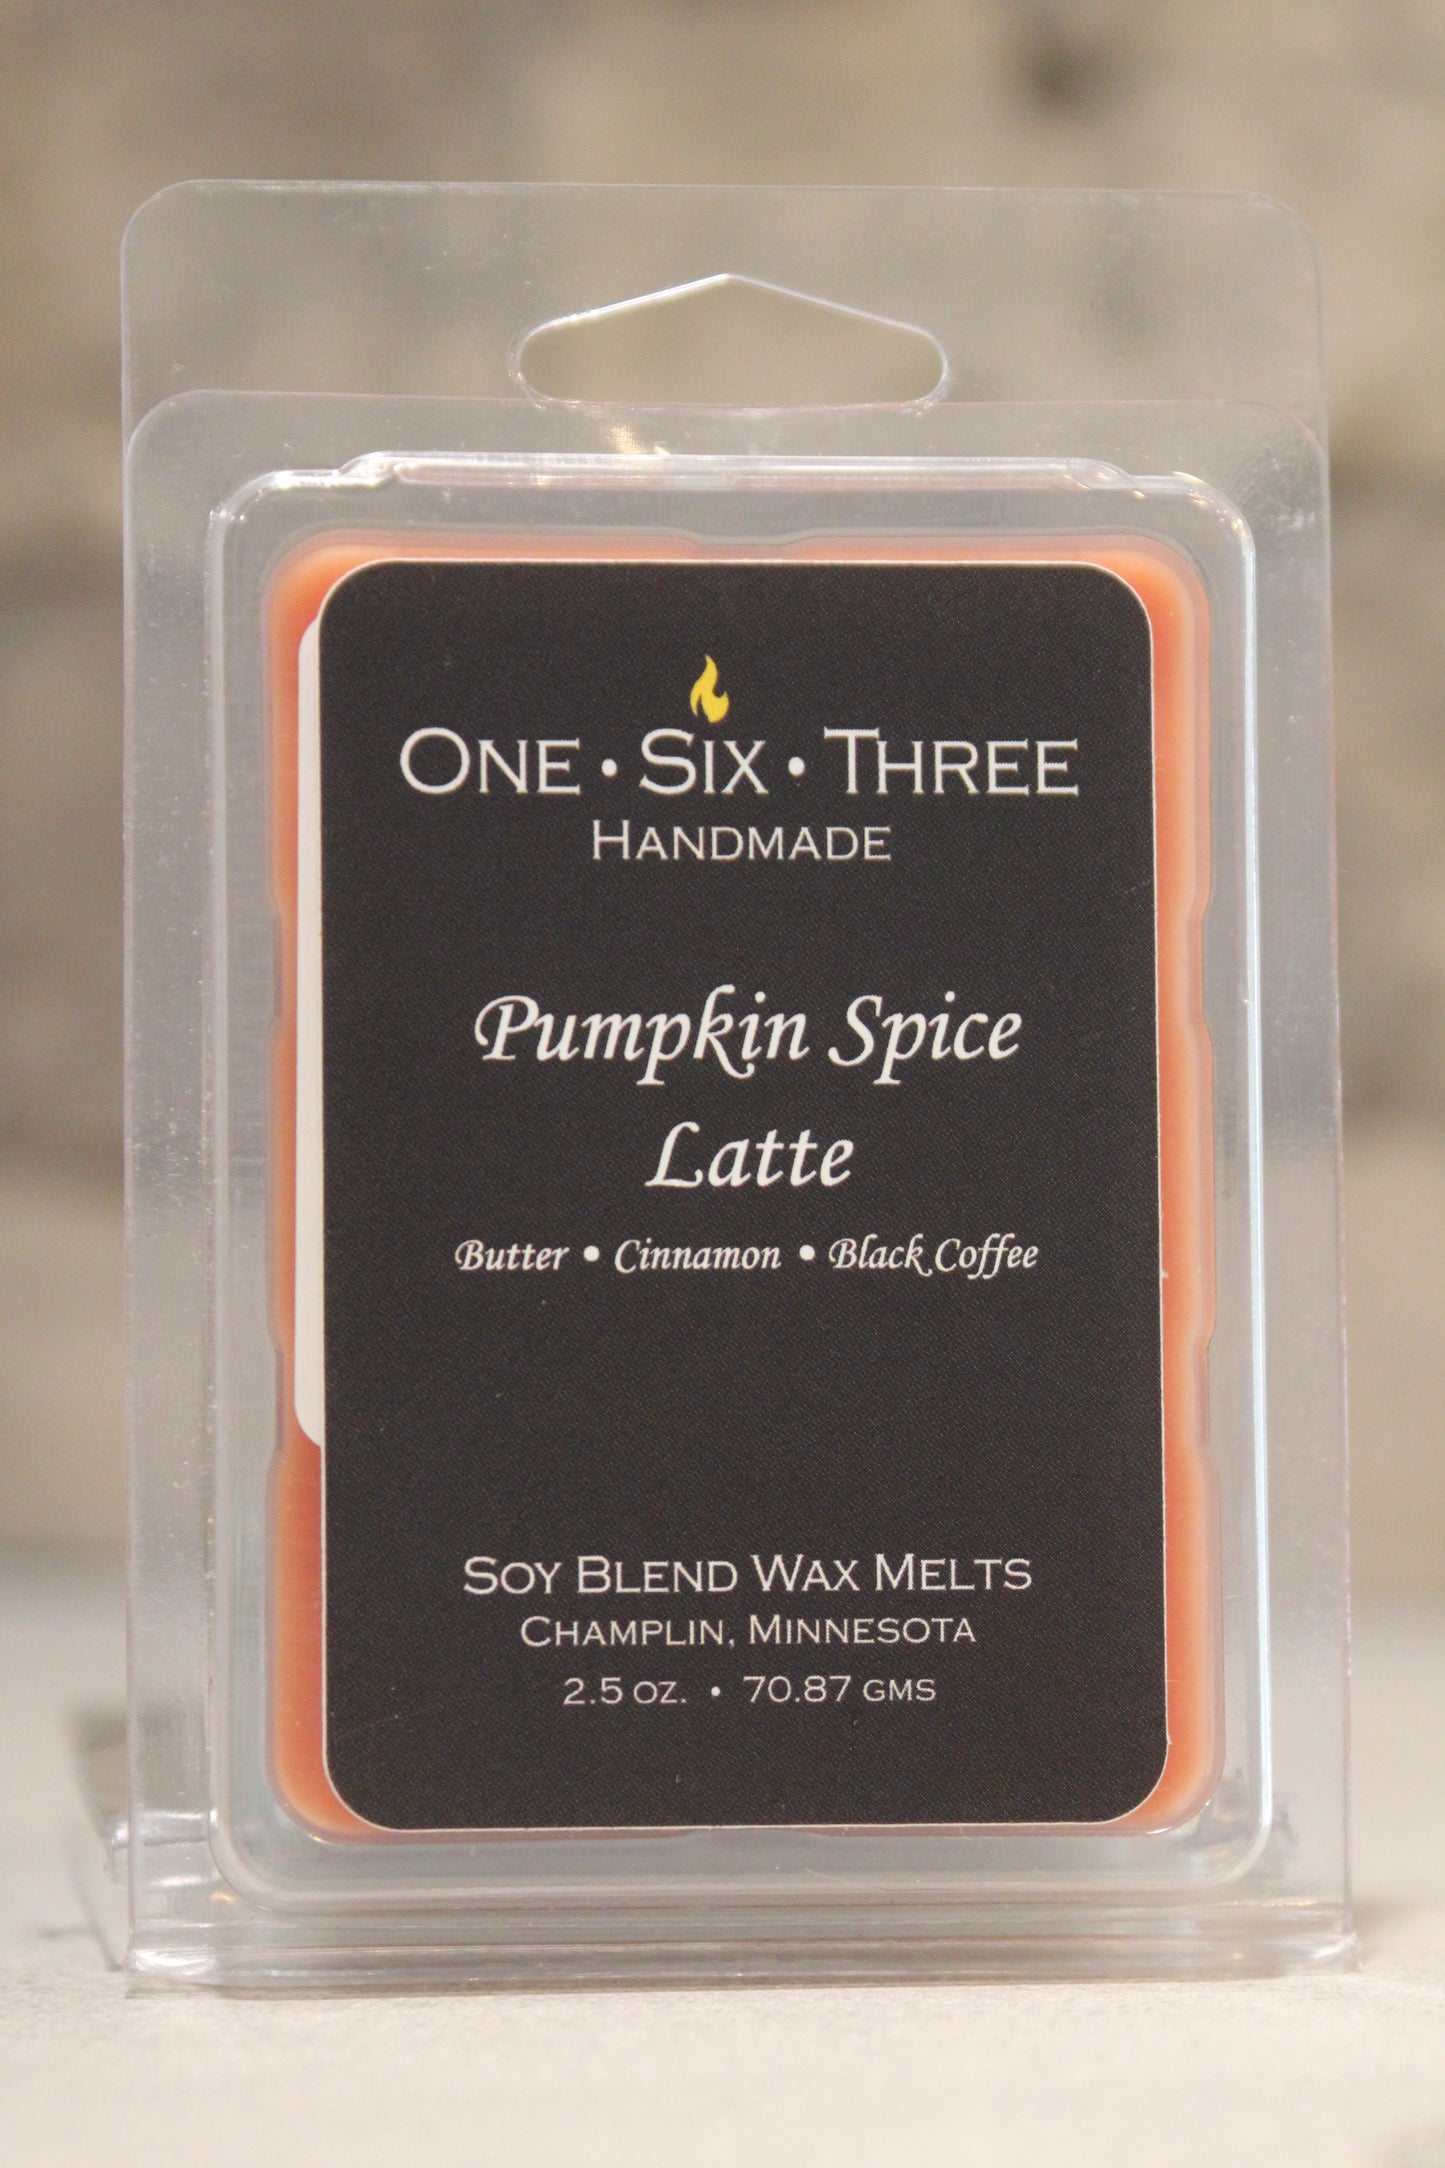 ONE • SIX • THREE
HANDMADE
Pumpkin Spice
Latte
Butter • Cinnamon • Black Coffee
SOY BLEND WAX MELTS
CHAMPLIN, MINNESOTA
2.5 OZ. • 70.87 GMS